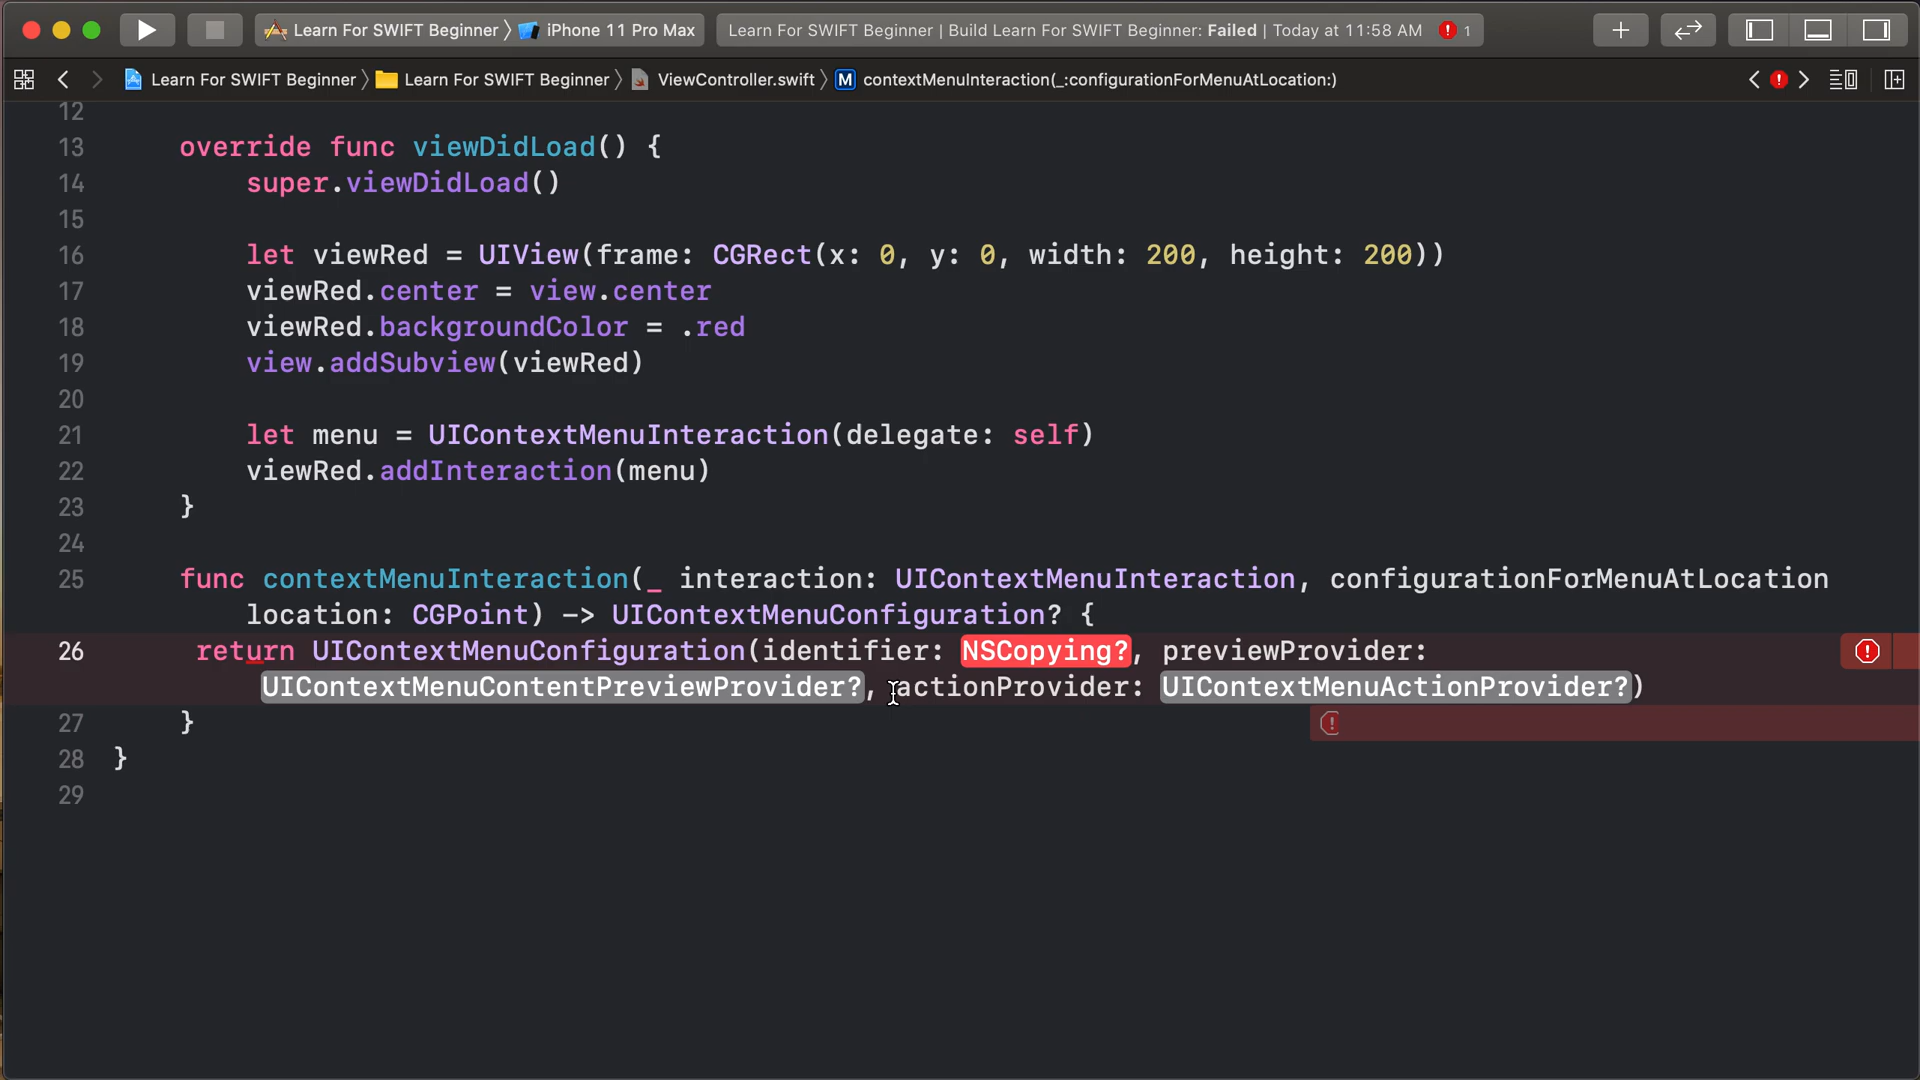 Learn For SWIFT Beginner 〉 iPhone 11 Pro Max
Learn For SWIFT Beginner | Build Learn For SWIFT Beginner: Failed | Today at 11:58 AM 1
Learn For SWIFT Beginner 〉 Learn For SWIFT Beginner 〉 ViewController.swift 〉 M contextMenuInteraction(_:configurationForMenuAtLocation:)
12
13 override func viewDidLoad() {
14 super.viewDidLoad()
15
16 let viewRed = UIView(frame: CGRect(x: 0, y: 0, width: 200, height: 200))
17 viewRed.center = view.center
18 viewRed.backgroundColor = .red
19 view.addSubview(viewRed)
20
21 let menu = UIContextMenuInteraction(delegate: self)
22 viewRed.addInteraction(menu)
23 }
24
25 func contextMenuInteraction(_ interaction: UIContextMenuInteraction, configurationForMenuAtLocation
location: CGPoint) -> UIContextMenuConfiguration? {
26 return UIContextMenuConfiguration(identifier: NSCopying?, previewProvider:
UIContextMenuContentPreviewProvider?, actionProvider: UIContextMenuActionProvider?)
27 }
28 }
29